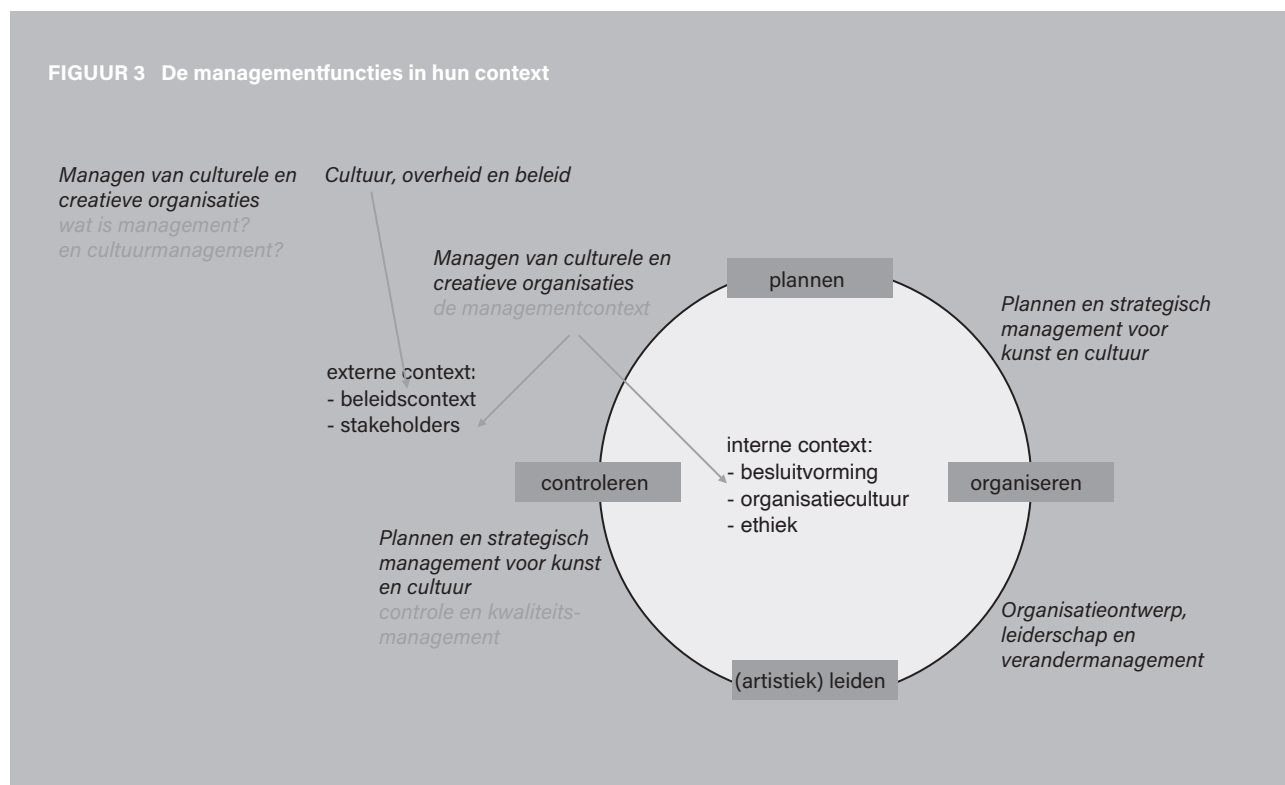 FIGUUR 3 De managementfuncties in hun context
Managen van culturele en
creatieve organisaties
wat is management?
en cultuurmanagement?
Cultuur, overheid en beleid
Managen van culturele en
creatieve organisaties
de managementcontext
plannen
Plannen en strategisch
management voor
kunst en cultuur
externe context:
- beleidscontext
- stakeholders
interne context:
- besluitvorming
- organisatiecultuur
- ethiek
controleren
organiseren
Plannen en strategisch
management voor kunst
en cultuur
controle en kwaliteits-
management
Organisatieontwerp,
leiderschap en
verandermanagement
(artistiek) leiden